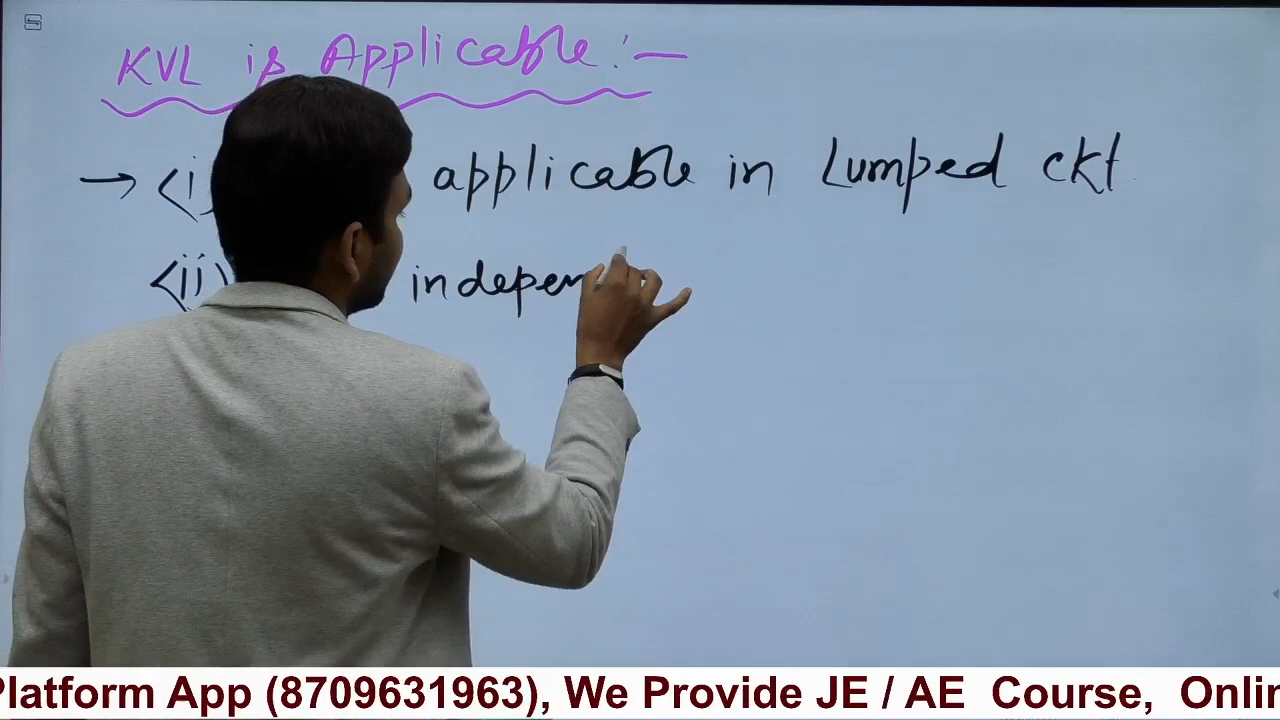 KVL is Applicable:-
→ (i) applicable in Lumped ckt
(ii) indepen
Platform App (8709631963), We Provide JE / AE Course, Onlin